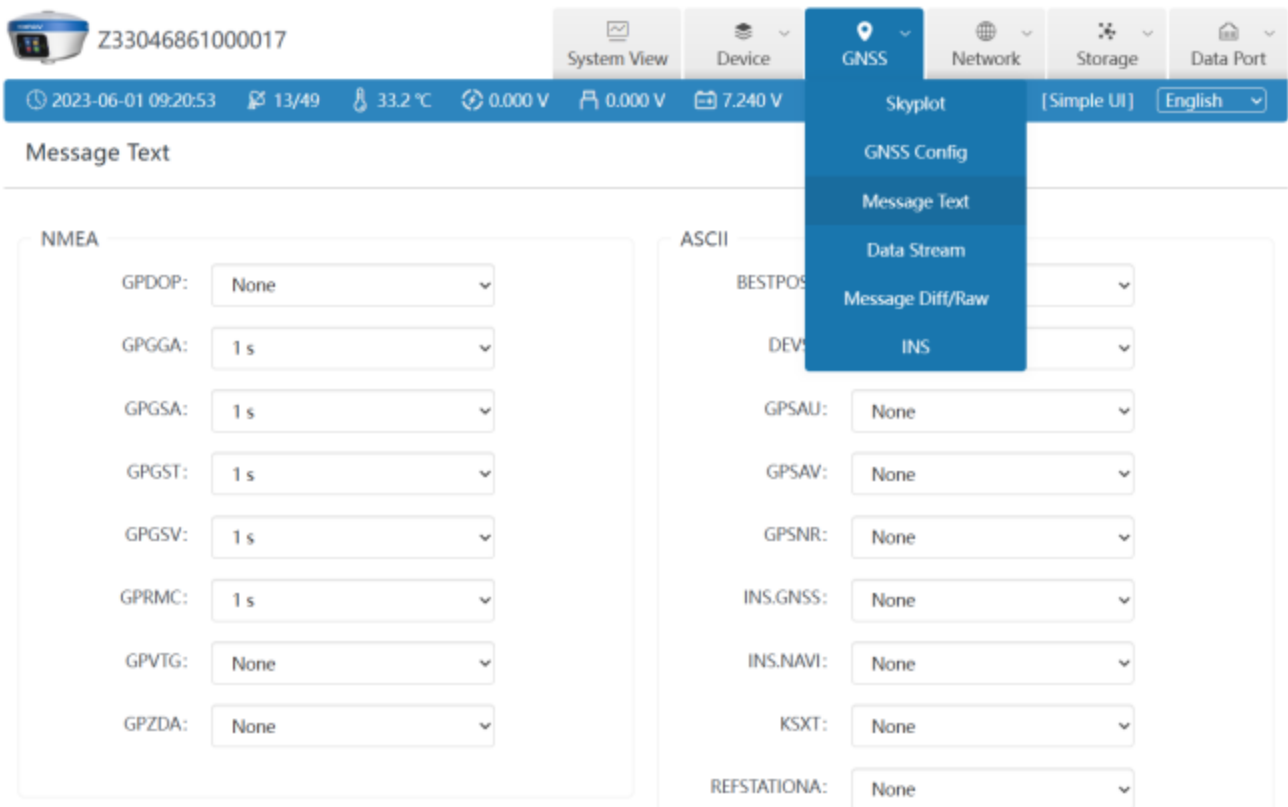 Z33046861000017
System View
Device
GNSS
Network
Storage
Data Port
2023-06-01 09:20:53 13/49 33.2 ℃ 0.000 V 0.000 V 7.240 V [Simple UI] English
Skyplot
GNSS Config
Message Text
Data Stream
Message Diff/Raw
INS
Message Text
NMEA
GPDOP: None
GPGGA: 1 s
GPGSA: 1 s
GPGST: 1 s
GPGSV: 1 s
GPRMC: 1 s
GPVTG: None
GPZDA: None
ASCII
BESTPOS
DEV
GPSAU: None
GPSAV: None
GPSNR: None
INS.GNSS: None
INS.NAVI: None
KSXT: None
REFSTATIONA: None